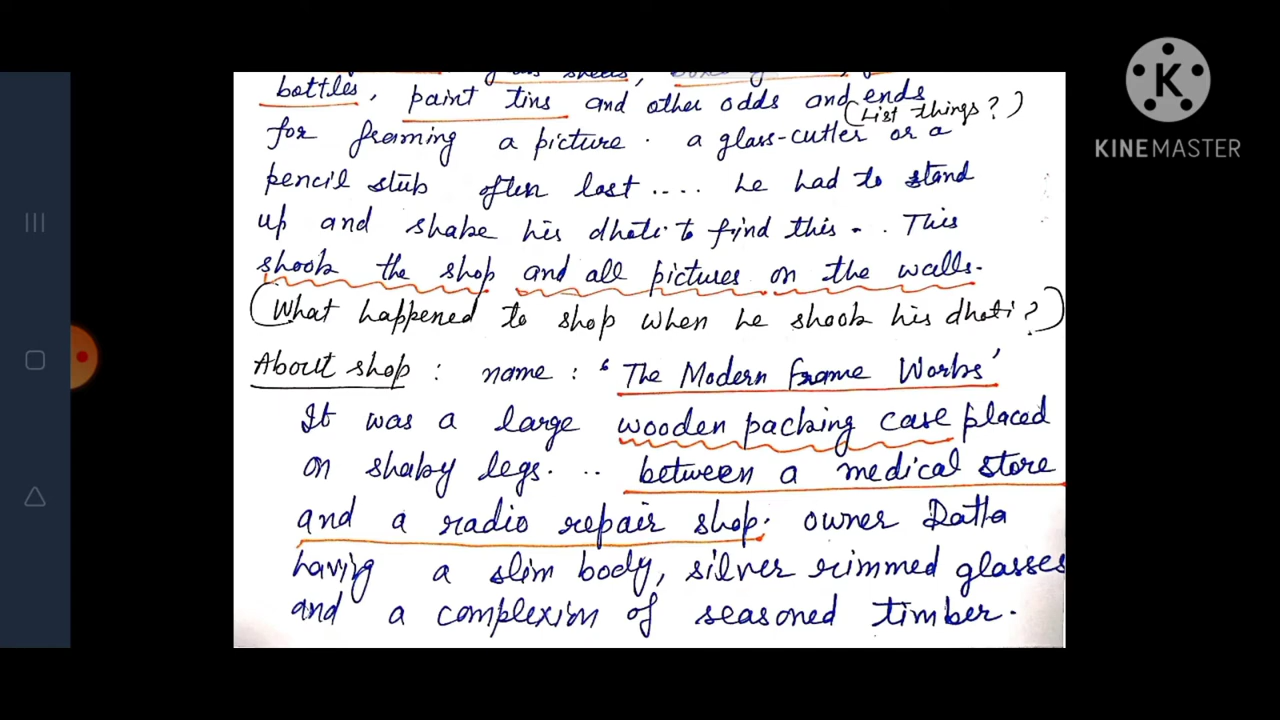 glass sheets,
bottles, paint tins and other odds and ends
(List things?)
for framing a picture. a glass-cutter or a
pencil stub often lost .... he had to stand
up and shake his dhoti to find this .. This
shook the shop and all pictures on the walls.
(What happened to shop when he shook his dhoti?)
About shop : name : 'The Modern Frame Works'
It was a large wooden packing case placed
on shaby legs. .. between a medical store
and a radio repair shop. owner Datta
having a slim body, silver rimmed glasses
and a complexion of seasoned timber.
K
KINEMASTER